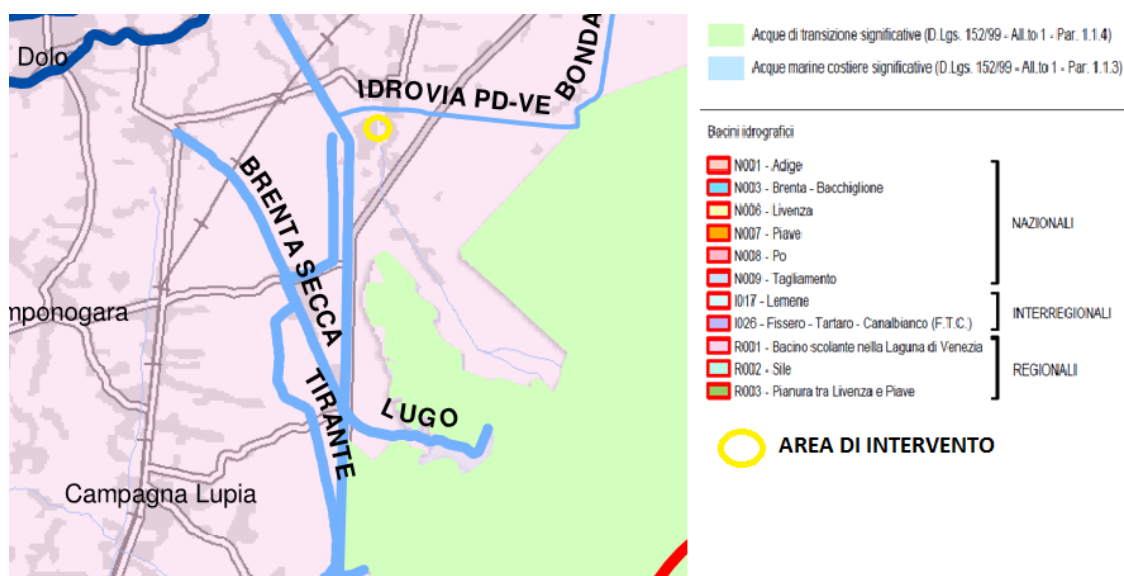 Dolo
IDROVIA PD-VE
BONDA
BRENTA SECCA
mponogara
TIRANTE
LUGO
Campagna Lupia
Acque di transizione significative (D.Lgs. 152/99 - All.to 1 - Par. 1.1.4)
Acque marine costiere significative (D.Lgs. 152/99 - All.to 1 - Par. 1.1.3)
Bacini idrografici
N001 - Adige
N003 - Brenta - Bacchiglione
N006 - Livenza
N007 - Piave
N008 - Po
N009 - Tagliamento
NAZIONALI
I017 - Lemene
I026 - Fissero - Tartaro - Canalbianco (F.T.C.)
INTERREGIONALI
R001 - Bacino scolante nella Laguna di Venezia
R002 - Sile
R003 - Pianura tra Livenza e Piave
REGIONALI
AREA DI INTERVENTO